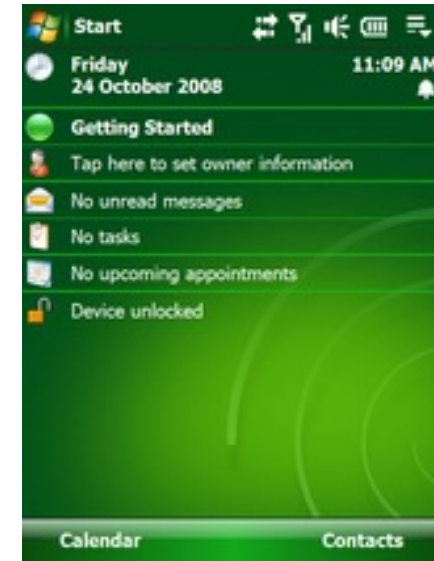 Start
Friday 11:09 AM
24 October 2008
Getting Started
Tap here to set owner information
No unread messages
No tasks
No upcoming appointments
Device unlocked
Calendar Contacts